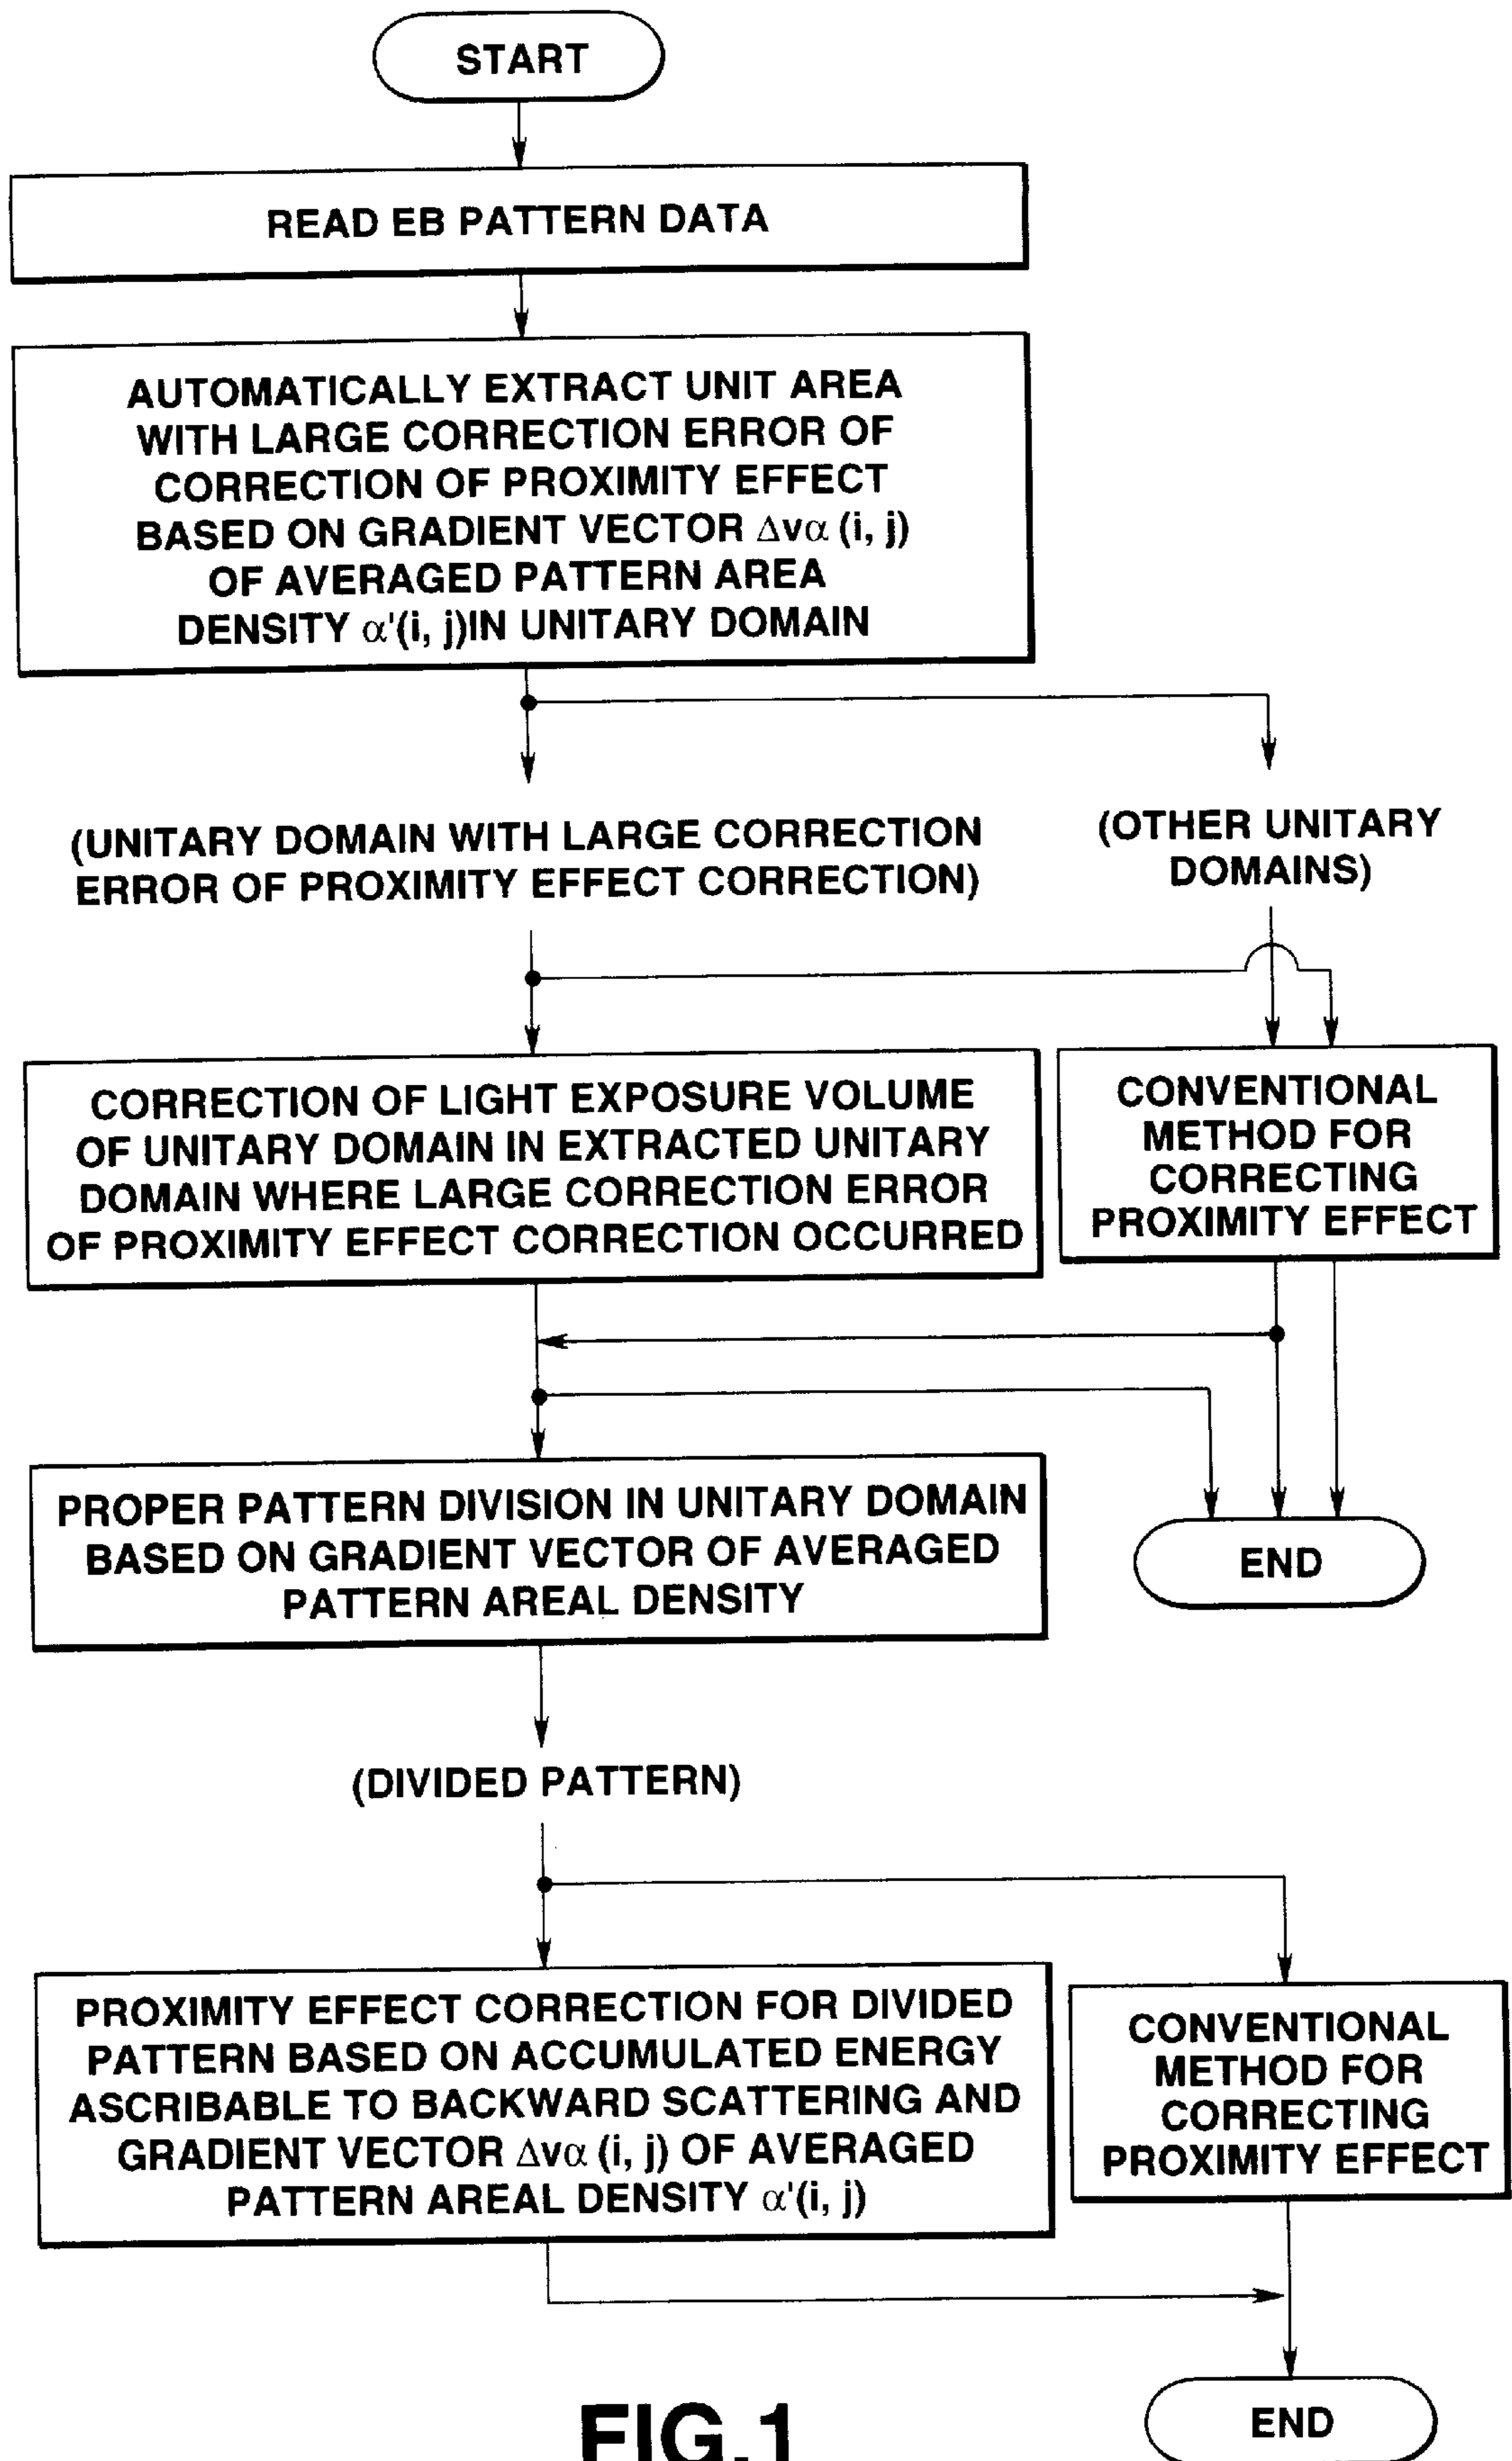 START
READ EB PATTERN DATA
AUTOMATICALLY EXTRACT UNIT AREA
WITH LARGE CORRECTION ERROR OF
CORRECTION OF PROXIMITY EFFECT
BASED ON GRADIENT VECTOR Δvα (i, j)
OF AVERAGED PATTERN AREA
DENSITY α'(i, j)IN UNITARY DOMAIN
(UNITARY DOMAIN WITH LARGE CORRECTION
ERROR OF PROXIMITY EFFECT CORRECTION)
(OTHER UNITARY
DOMAINS)
CORRECTION OF LIGHT EXPOSURE VOLUME
OF UNITARY DOMAIN IN EXTRACTED UNITARY
DOMAIN WHERE LARGE CORRECTION ERROR
OF PROXIMITY EFFECT CORRECTION OCCURRED
CONVENTIONAL
METHOD FOR
CORRECTING
PROXIMITY EFFECT
PROPER PATTERN DIVISION IN UNITARY DOMAIN
BASED ON GRADIENT VECTOR OF AVERAGED
PATTERN AREAL DENSITY
END
(DIVIDED PATTERN)
PROXIMITY EFFECT CORRECTION FOR DIVIDED
PATTERN BASED ON ACCUMULATED ENERGY
ASCRIBABLE TO BACKWARD SCATTERING AND
GRADIENT VECTOR Δvα (i, j) OF AVERAGED
PATTERN AREAL DENSITY α'(i, j)
CONVENTIONAL
METHOD FOR
CORRECTING
PROXIMITY EFFECT
END
FIG.1